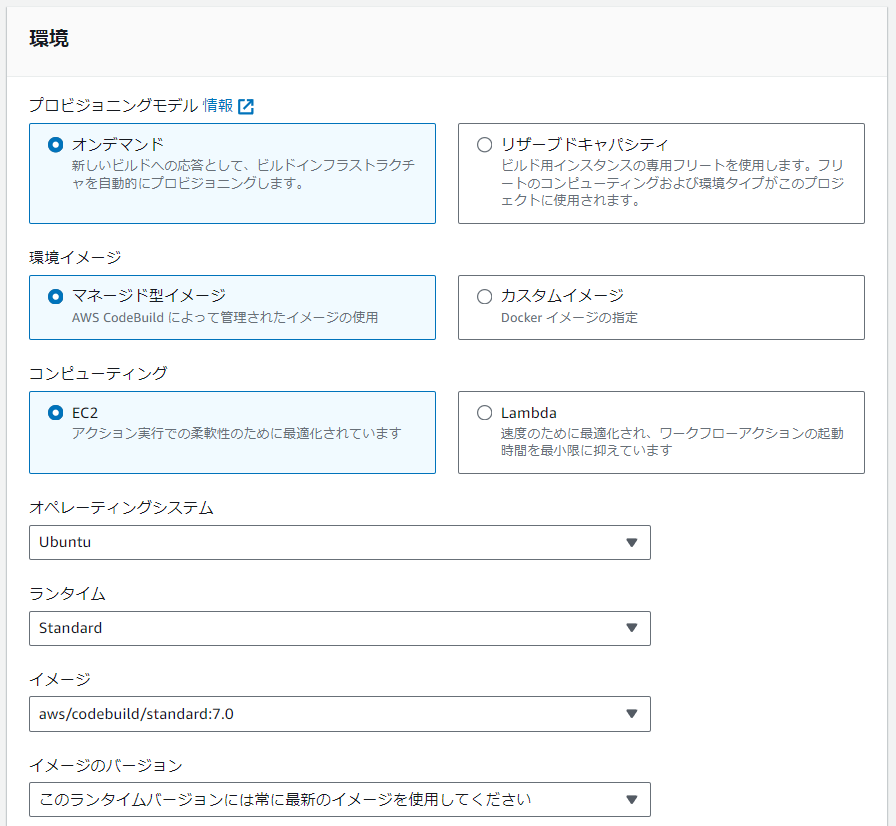 環境
プロビジョニングモデル 情報
オンデマンド
新しいビルドへの応答として、ビルドインフラストラクチ
ャを自動的にプロビジョニングします。
リザーブドキャパシティ
ビルド用インスタンスの専用フリートを使用します。フリ
ートのコンピューティングおよび環境タイプがこのプロジ
ェクトに使用されます。
環境イメージ
マネージド型イメージ
AWS CodeBuild によって管理されたイメージの使用
カスタムイメージ
Docker イメージの指定
コンピューティング
EC2
アクション実行での柔軟性のために最適化されています
Lambda
速度のために最適化され、ワークフローアクションの起動
時間を最小限に抑えています
オペレーティングシステム
Ubuntu
ランタイム
Standard
イメージ
aws/codebuild/standard:7.0
イメージのバージョン
このランタイムバージョンには常に最新のイメージを使用してください